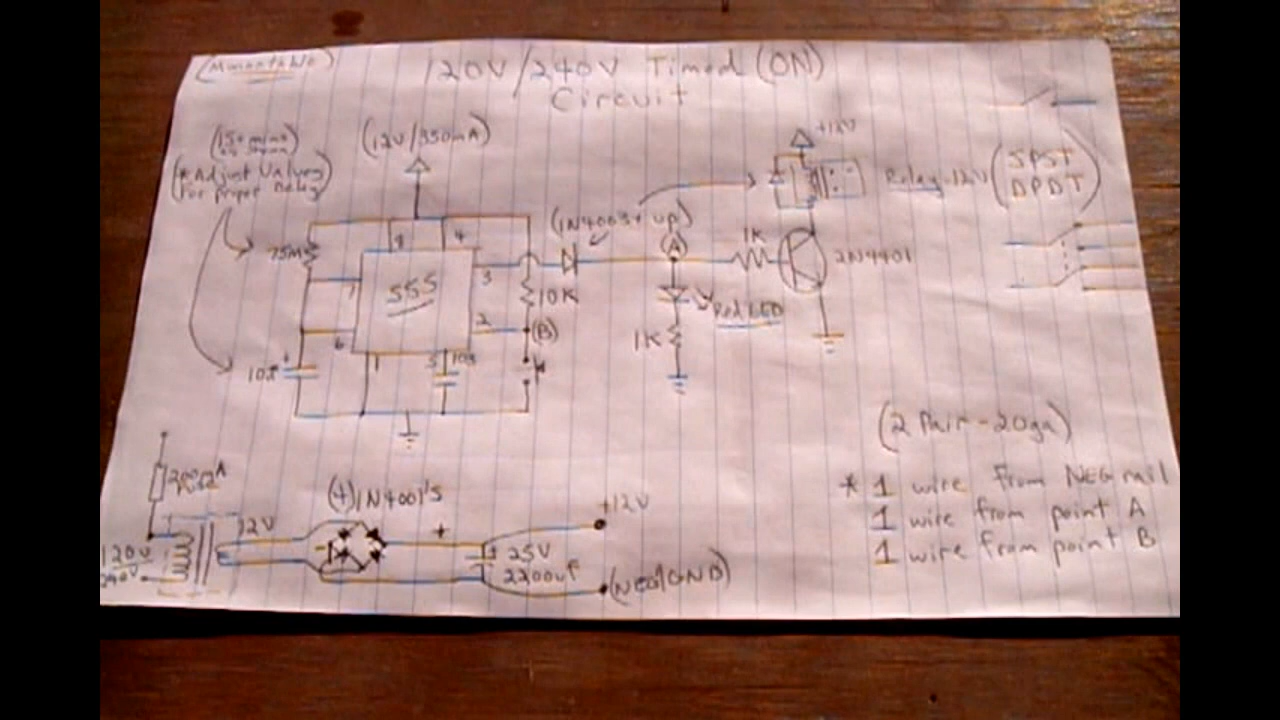 120V/240V Timed (ON)
Circuit
(15+ mins)
(*Adjust Values
For proper Delay)
(12V/350mA)
+12V
Relay-12V
(SPST
DPDT)
(1N4003+ up)
A
75M
8
4
7
555
3
10K
1K
2N4401
2
(B)
Red LED
1K
6
1
5
103
+
(2 Pair - 20ga)
* 1 wire from NEG rail
1 wire from point A
1 wire from point B
(4) 1N4001's
12V
+
+12V
120V
240V
25V
2200uF
(NEG/GND)